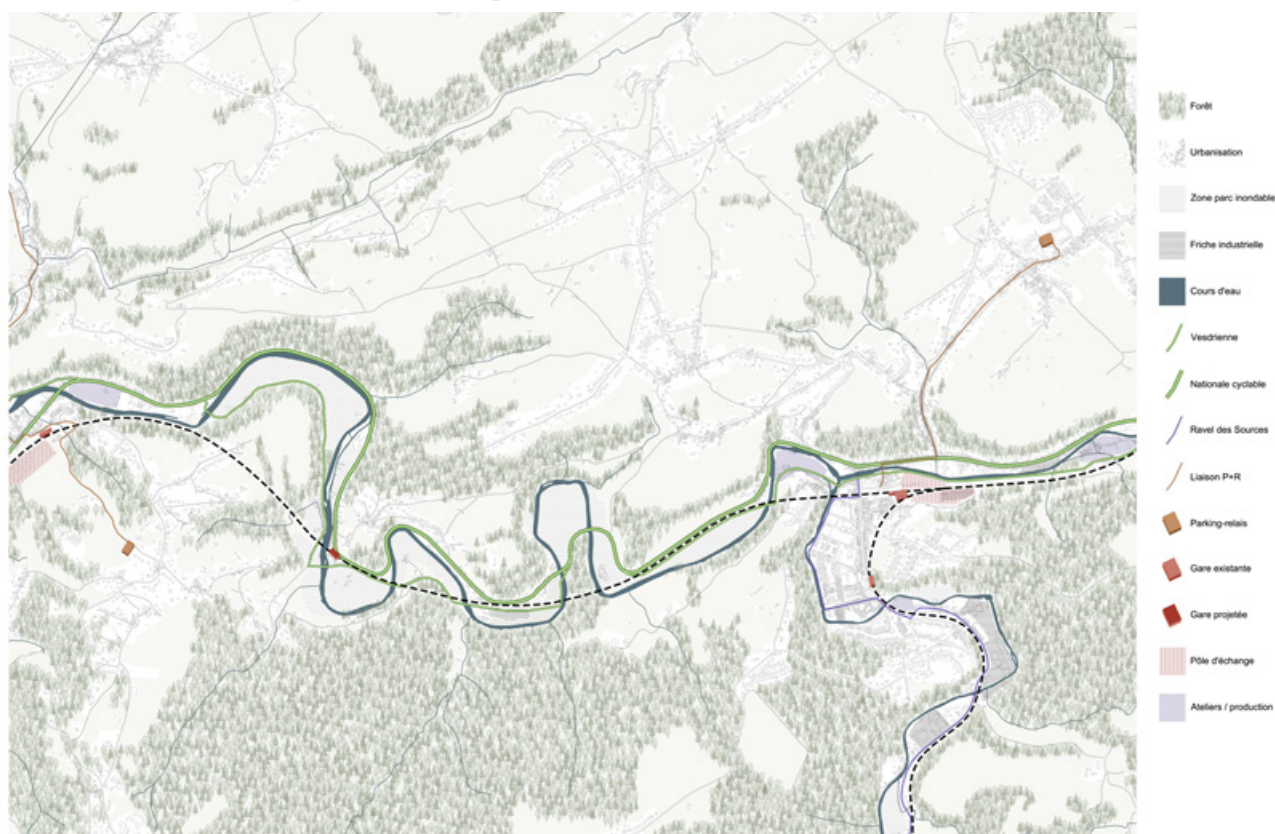 Forêt
Urbanisation
Zone parc inondable
Friche industrielle
Cours d'eau
Vesdrienne
Nationale cyclable
Ravel des Sources
Liaison P+R
Parking-relais
Gare existante
Gare projetée
Pôle d'échange
Ateliers / production